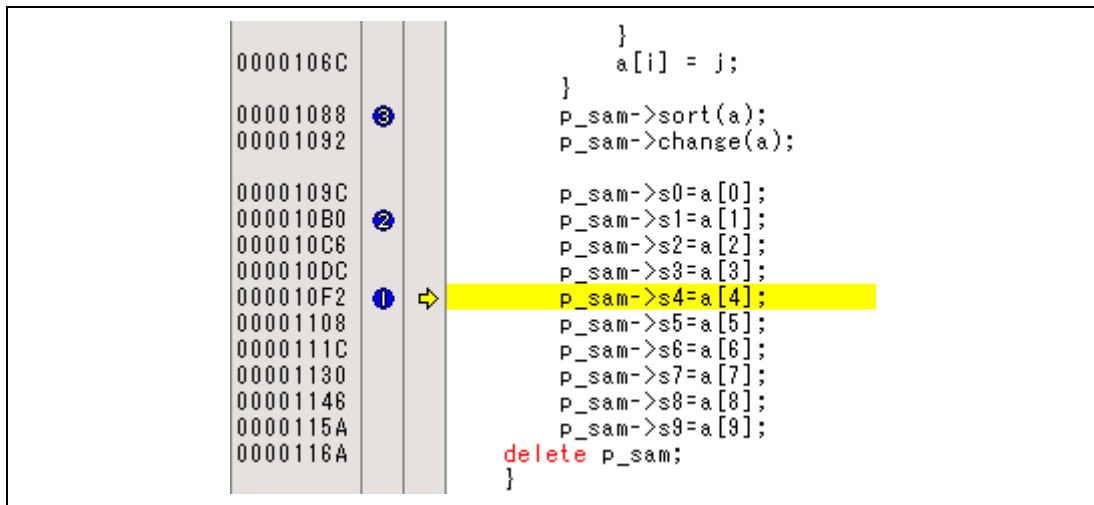 }
0000106C a[i] = j;
}
00001088 3 p_sam->sort(a);
00001092 p_sam->change(a);
0000109C p_sam->s0=a[0];
000010B0 2 p_sam->s1=a[1];
000010C6 p_sam->s2=a[2];
000010DC p_sam->s3=a[3];
000010F2 1 p_sam->s4=a[4];
00001108 p_sam->s5=a[5];
0000111C p_sam->s6=a[6];
00001130 p_sam->s7=a[7];
00001146 p_sam->s8=a[8];
0000115A p_sam->s9=a[9];
0000116A delete p_sam;
}